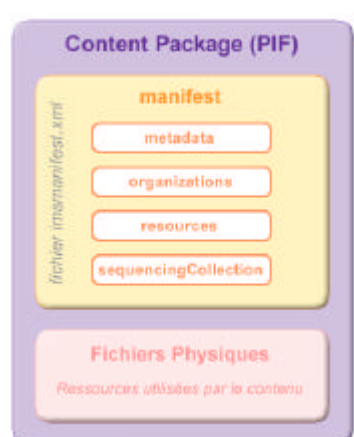 Content Package (PIF)
manifest
fichier imsmanifest.xml
metadata
organizations
resources
sequencingCollection
Fichiers Physiques
Ressources utilisées par le contenu